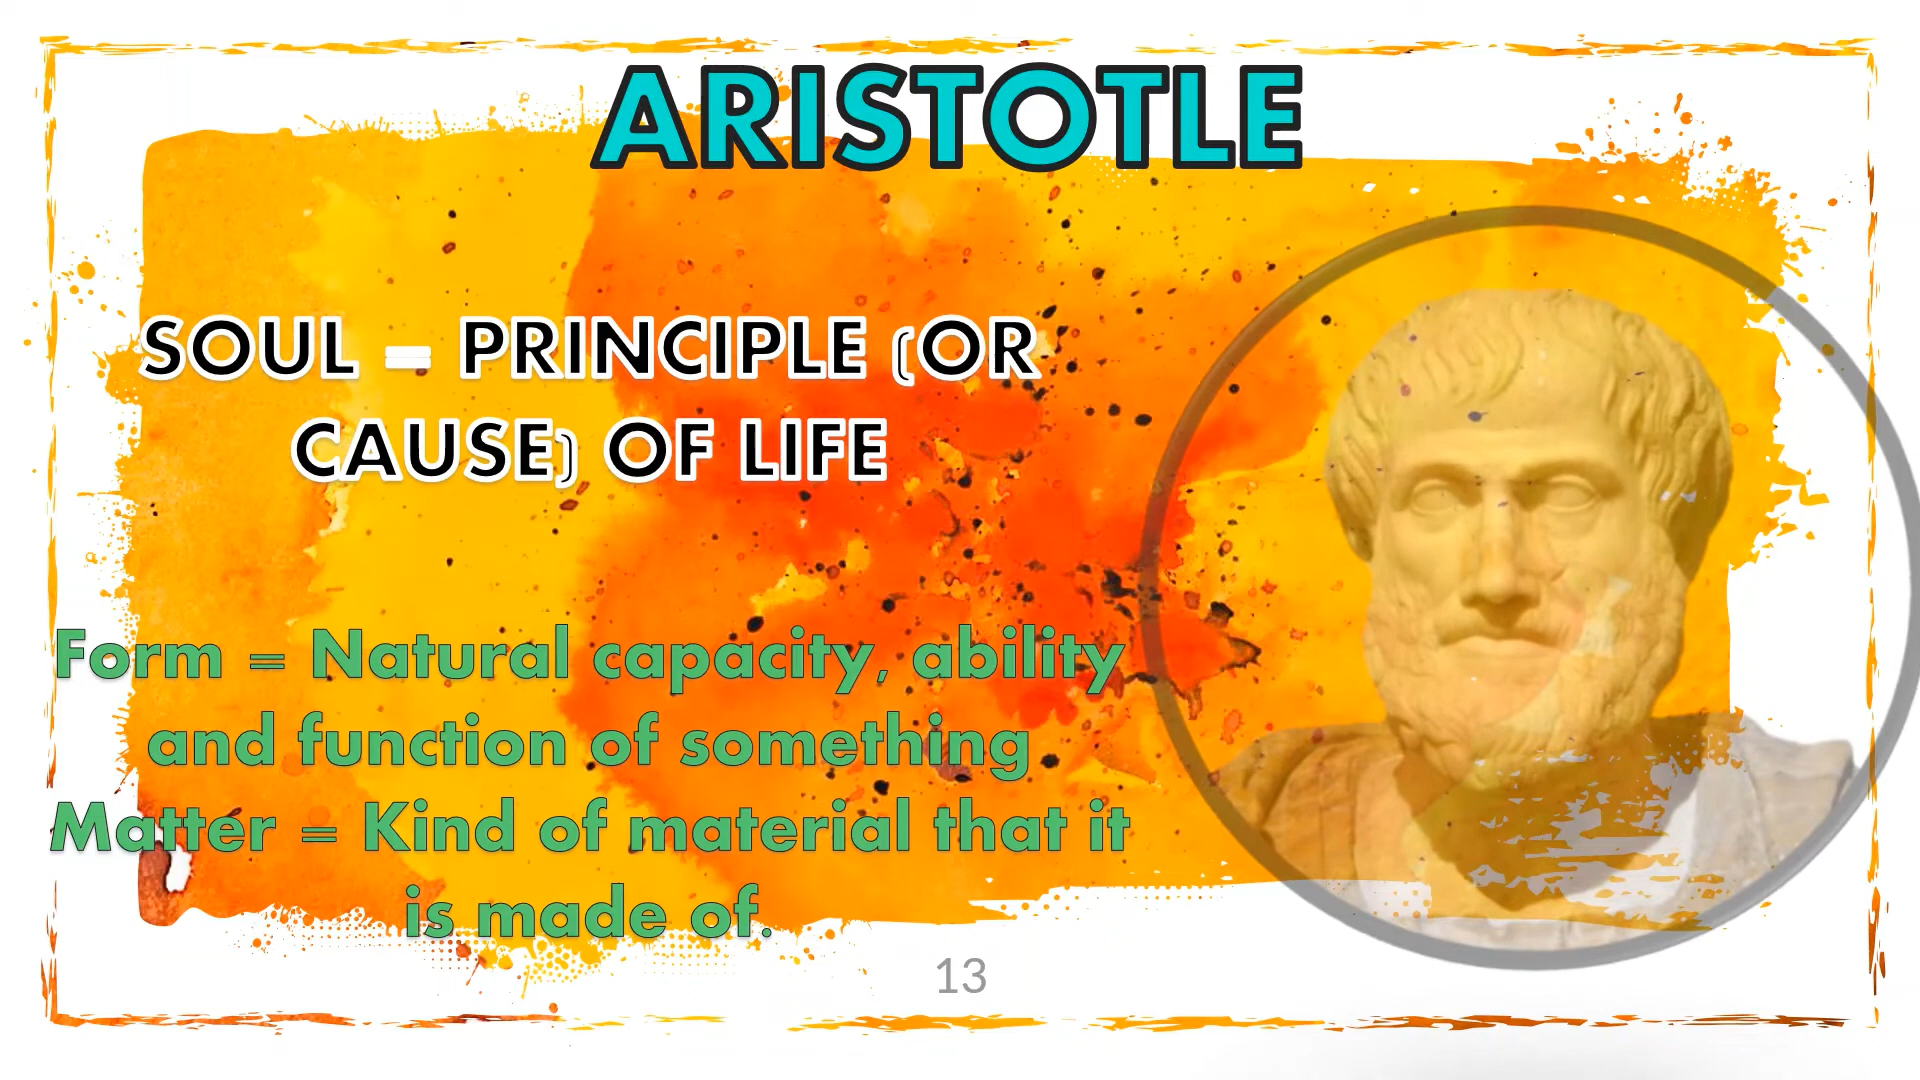 ARISTOTLE
SOUL = PRINCIPLE (OR
CAUSE) OF LIFE
Form = Natural capacity, ability
and function of something
Matter = Kind of material that it
is made of.
13